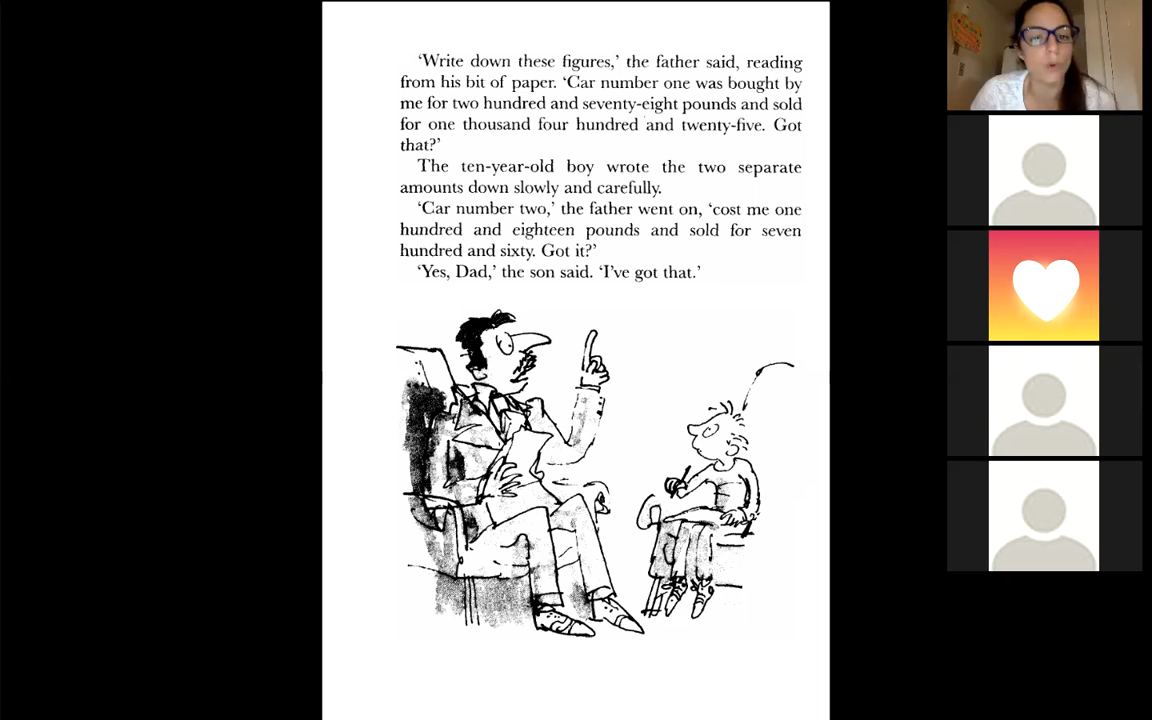 ‘Write down these figures,’ the father said, reading
from his bit of paper. ‘Car number one was bought by
me for two hundred and seventy-eight pounds and sold
for one thousand four hundred and twenty-five. Got
that?’
The ten-year-old boy wrote the two separate
amounts down slowly and carefully.
‘Car number two,’ the father went on, ‘cost me one
hundred and eighteen pounds and sold for seven
hundred and sixty. Got it?’
‘Yes, Dad,’ the son said. ‘I’ve got that.’